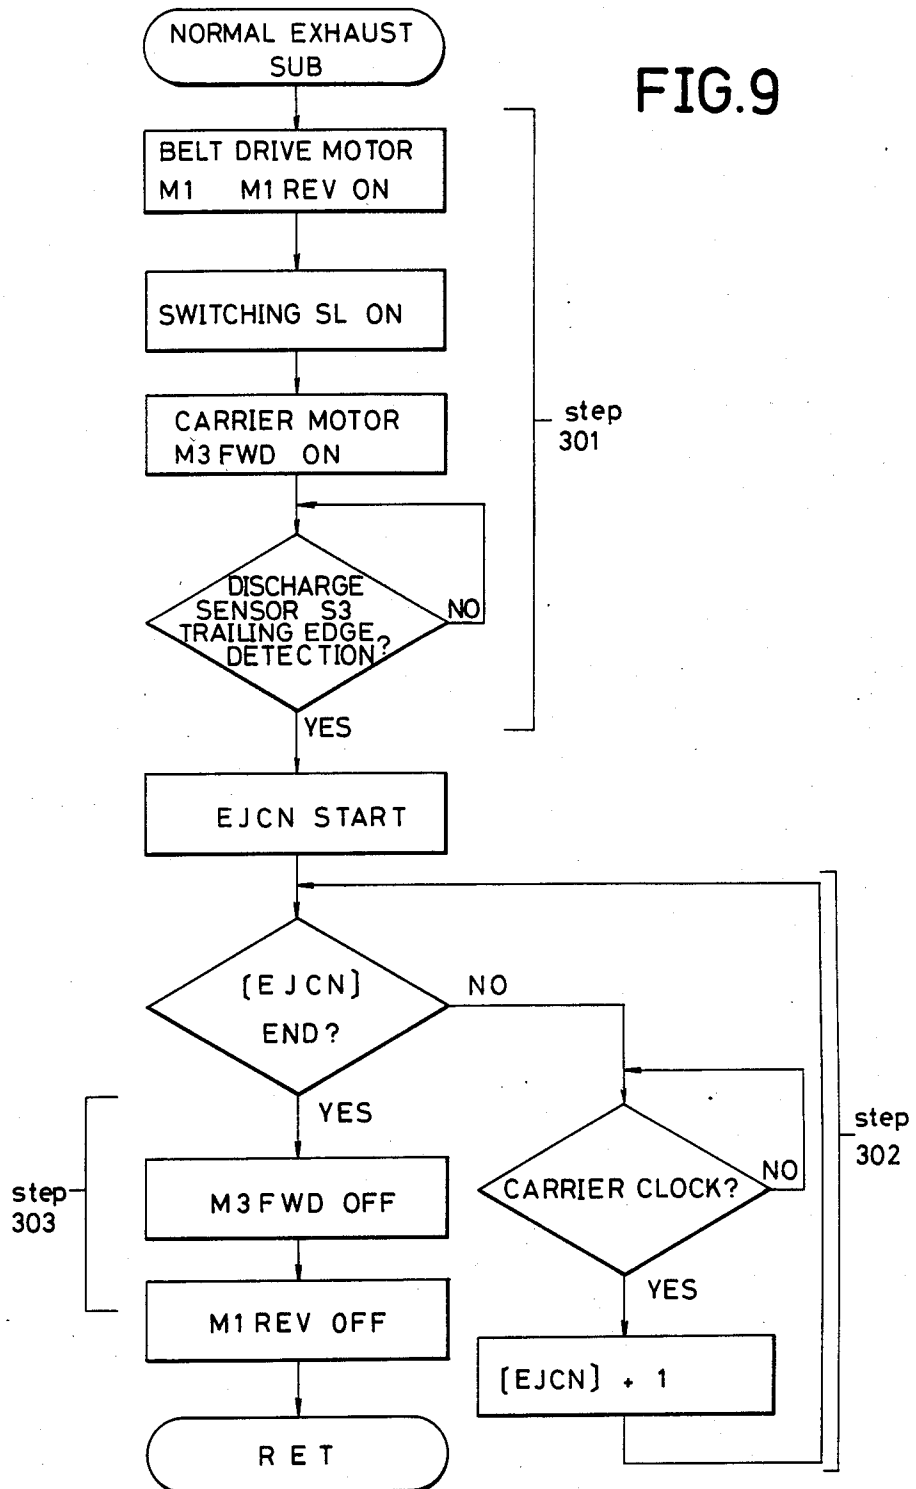 NORMAL EXHAUST
SUB
FIG.9
BELT DRIVE MOTOR
M1 M1 REV ON
SWITCHING SL ON
CARRIER MOTOR
M3 FWD ON
step
301
DISCHARGE
SENSOR S3
TRAILING EDGE
DETECTION?
NO
YES
EJCN START
[EJCN]
END?
NO
YES
step
302
CARRIER CLOCK?
NO
step
303
M3 FWD OFF
YES
M1 REV OFF
[EJCN] + 1
RET